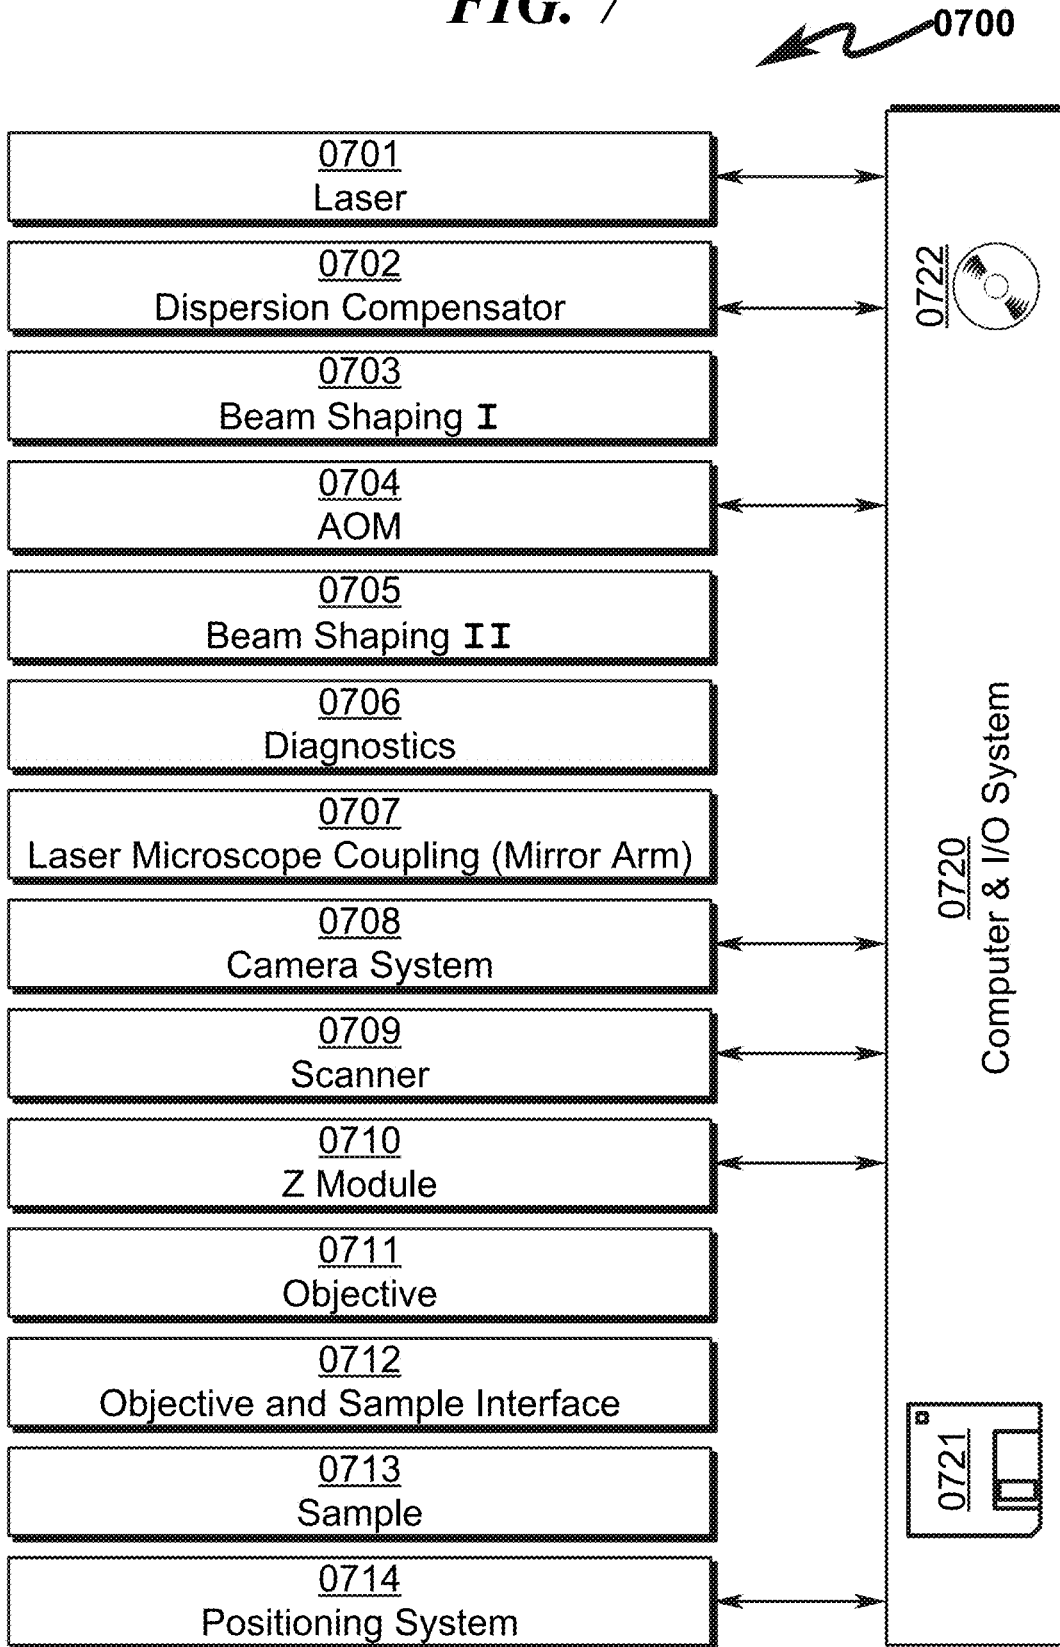 FIG. 7
0700
0701
Laser
0702
Dispersion Compensator
0703
Beam Shaping I
0704
AOM
0705
Beam Shaping II
0706
Diagnostics
0707
Laser Microscope Coupling (Mirror Arm)
0708
Camera System
0709
Scanner
0710
Z Module
0711
Objective
0712
Objective and Sample Interface
0713
Sample
0714
Positioning System
0722
0720
Computer & I/O System
0721